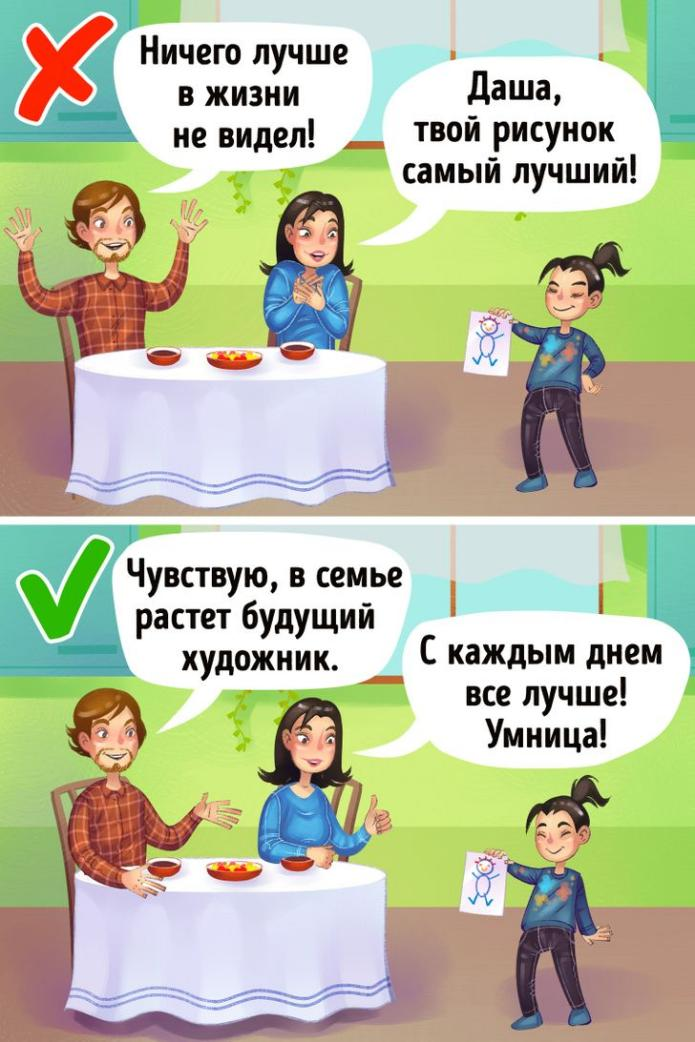 Ничего лучше
в жизни
не видел!
Даша,
твой рисунок
самый лучший!
Чувствую, в семье
растет будущий
художник.
С каждым днем
все лучше!
Умница!